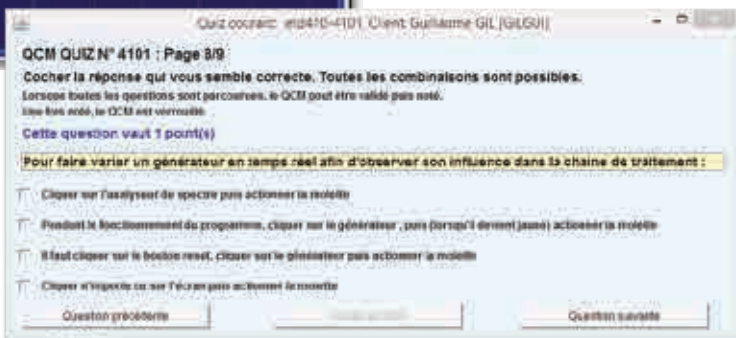 Quiz courant: etd410-4101 Client: Guillaume GIL [GILGUI]
QCM QUIZ N° 4101 : Page 8/9
Cocher la réponse qui vous semble correcte. Toutes les combinaisons sont possibles.
Lorsque toutes les questions sont parcourues, le QCM peut être validé puis noté.
Une fois noté, le QCM est verrouillé
Cette question vaut 1 point(s)
Pour faire varier un générateur en temps réel afin d'observer son influence dans la chaine de traitement :
Cliquer sur l'analyseur de spectre puis actionner la molette
Pendant le fonctionnement du programme, cliquer sur le générateur , puis (lorsqu'il devient jaune) actionner la molette
Il faut cliquer sur le bouton reset, cliquer sur le générateur puis actionner la molette
Cliquer n'importe ou sur l'écran puis actionner la molette
Question précédente
Question suivante